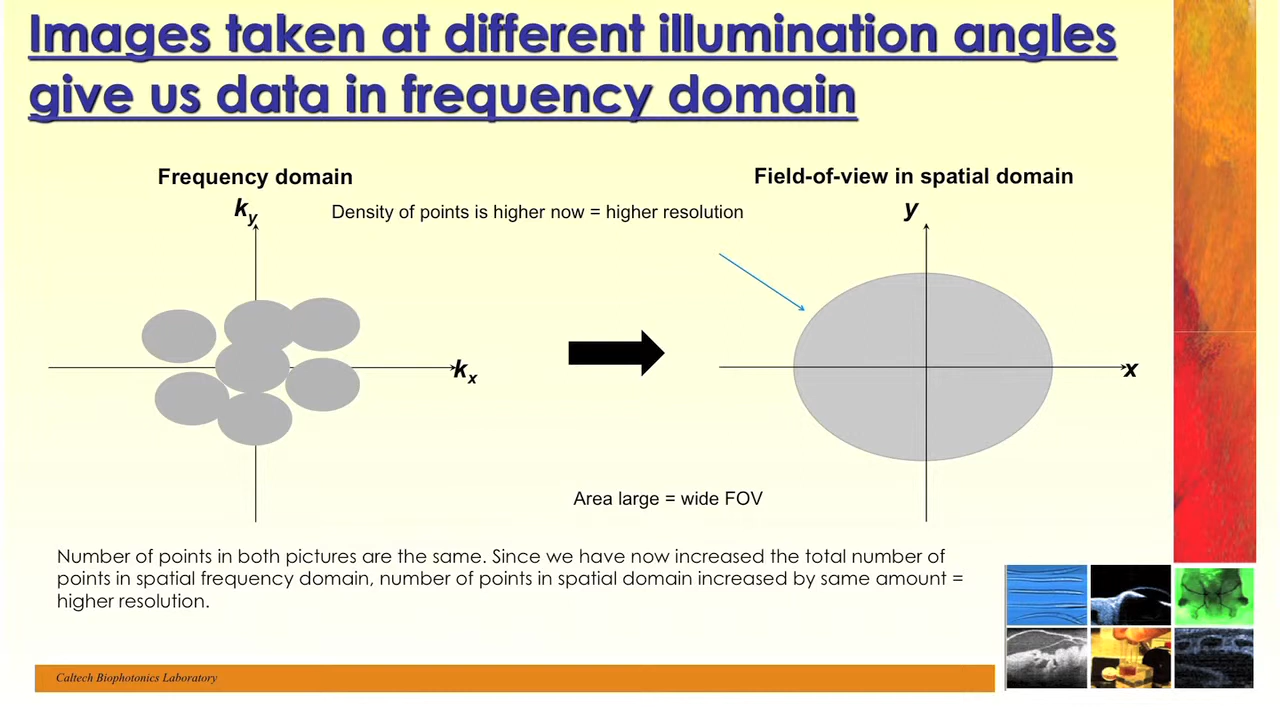 Images taken at different illumination angles
give us data in frequency domain
Frequency domain
Field-of-view in spatial domain
ky
Density of points is higher now = higher resolution
y
kx
x
Area large = wide FOV
Number of points in both pictures are the same. Since we have now increased the total number of
points in spatial frequency domain, number of points in spatial domain increased by same amount =
higher resolution.
Caltech Biophotonics Laboratory